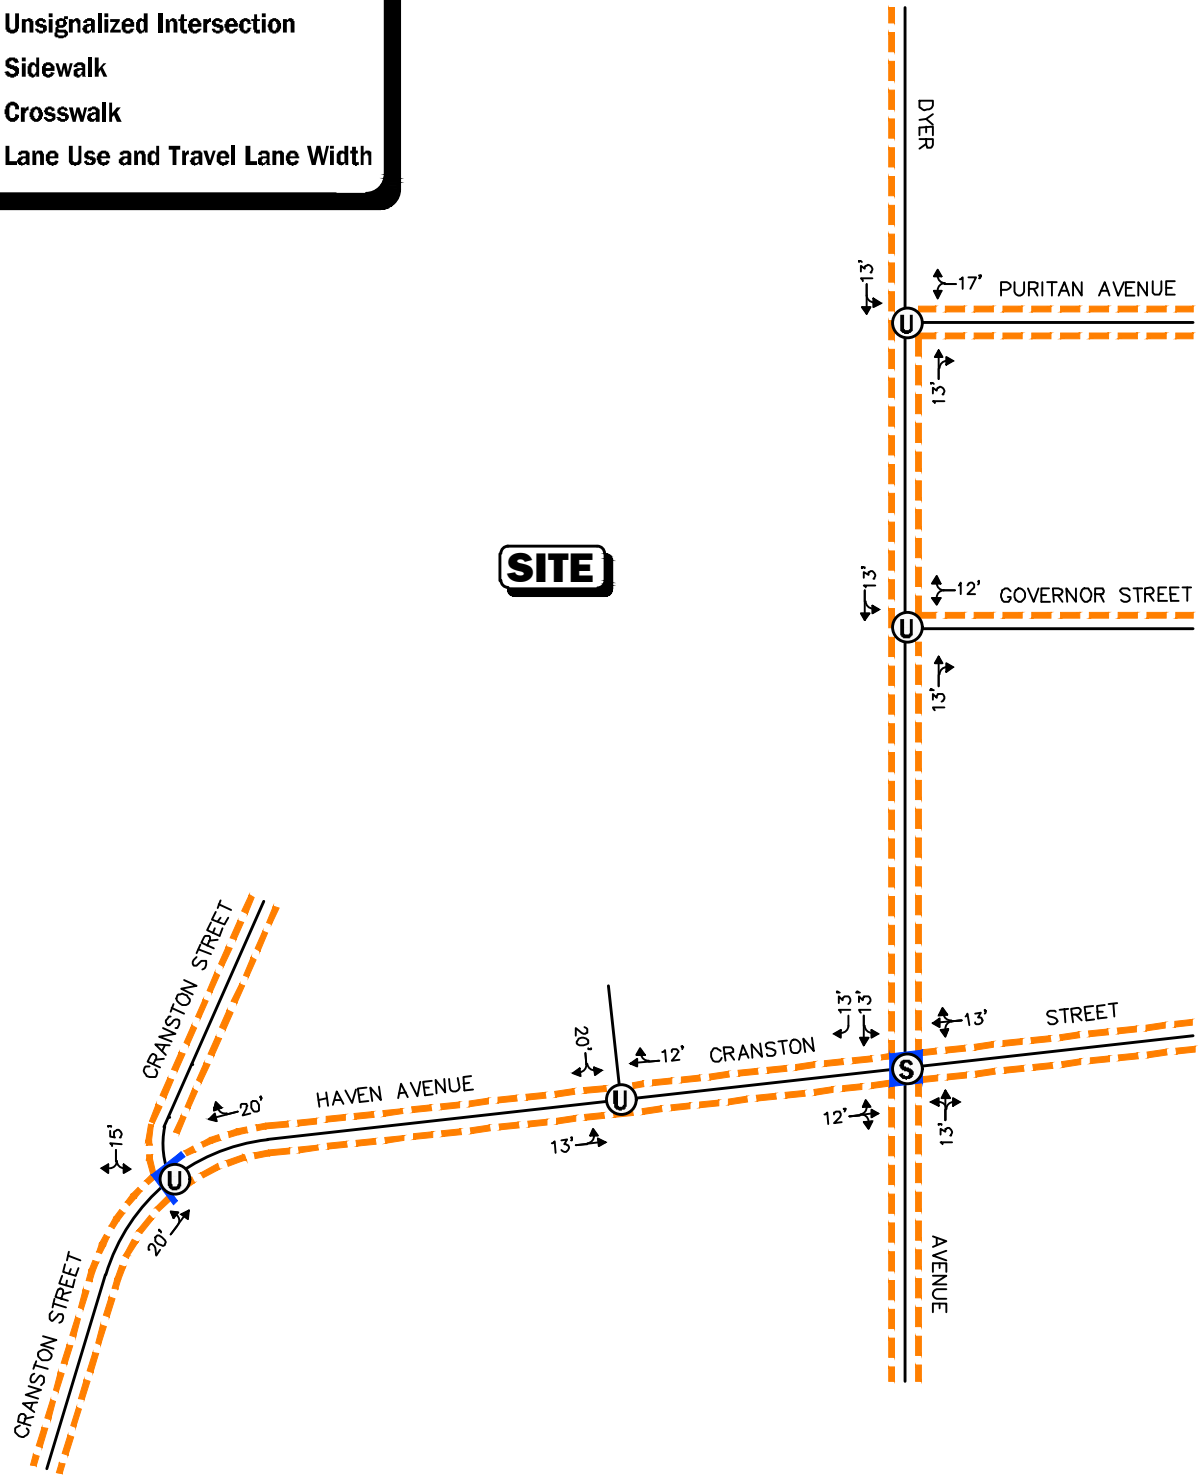 Unsignalized Intersection
Sidewalk
Crosswalk
Lane Use and Travel Lane Width
DYER
13'
17'
PURITAN AVENUE
U
13'
SITE
13'
12'
GOVERNOR STREET
U
13'
CRANSTON STREET
13'
13'
13'
STREET
20'
12'
CRANSTON
S
HAVEN AVENUE
U
20'
13'
12'
13'
15'
U
20'
AVENUE
CRANSTON STREET